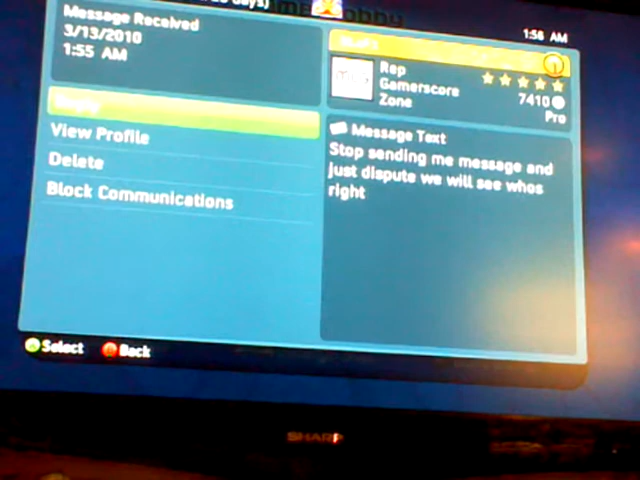 Message Received
3/13/2010
1:55 AM
Reply
View Profile
Delete
Block Communications
1:56 AM
Rep
Gamerscore
7410
Zone
Pro
Message Text
Stop sending me message and
just dispute we will see whos
right
Select
Back
SHARP